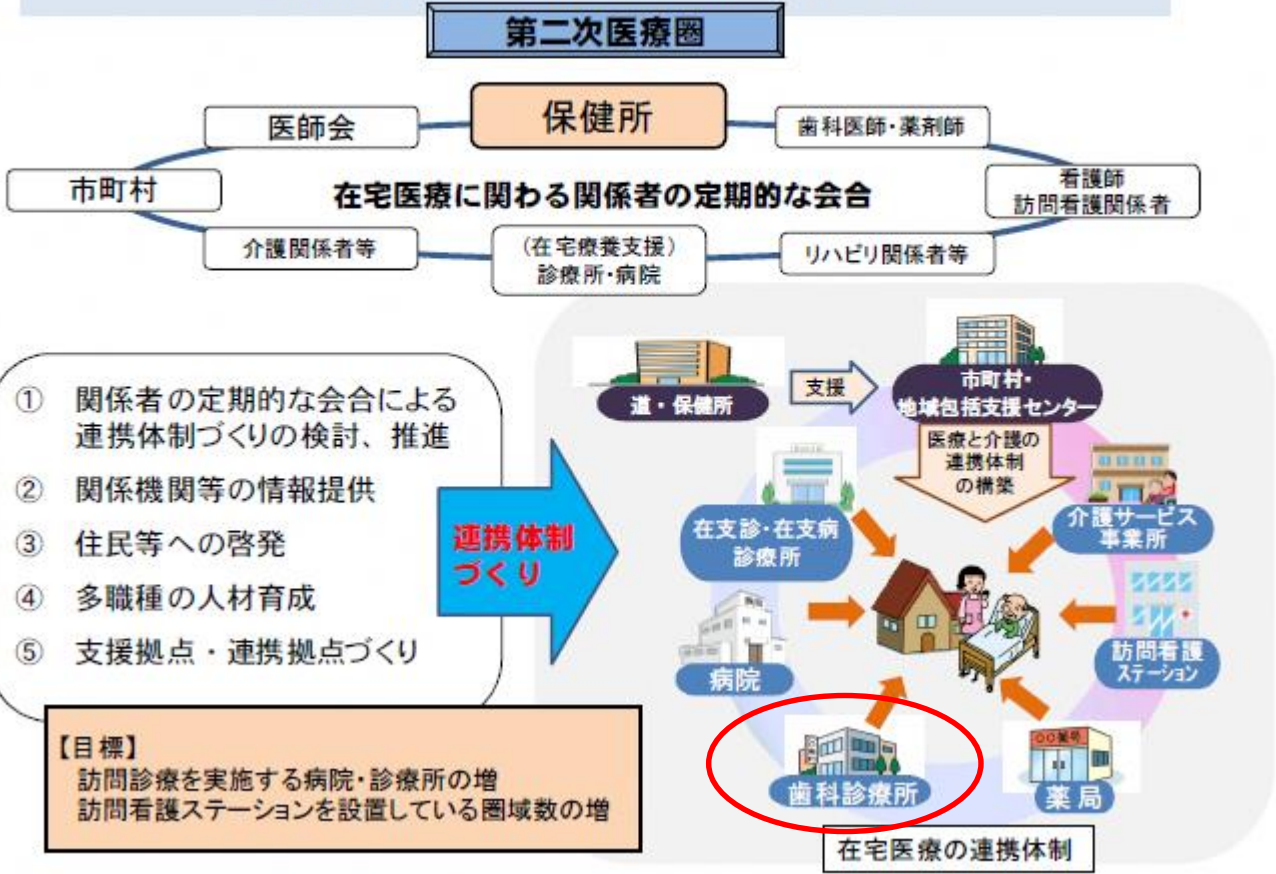 第二次医療圏
保健所
医師会
歯科医師・薬剤師
市町村
在宅医療に関わる関係者の定期的な会合
看護師
訪問看護関係者
介護関係者等
(在宅療養支援)
診療所・病院
リハビリ関係者等
① 関係者の定期的な会合による
連携体制づくりの検討、推進
② 関係機関等の情報提供
③ 住民等への啓発
④ 多職種の人材育成
⑤ 支援拠点・連携拠点づくり
連携体制
づくり
【目標】
訪問診療を実施する病院・診療所の増
訪問看護ステーションを設置している圏域数の増
道・保健所
支援
市町村・
地域包括支援センター
医療と介護の
連携体制
の構築
在支診・在支病
診療所
介護サービス
事業所
病院
訪問看護
ステーション
歯科診療所
〇〇薬局
薬局
在宅医療の連携体制